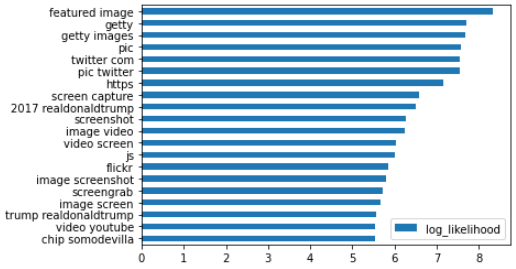 featured image
getty
getty images
pic
twitter com
pic twitter
https
screen capture
2017 realdonaldtrump
screenshot
image video
video screen
js
flickr
image screenshot
screengrab
image screen
trump realdonaldtrump
video youtube
chip somodevilla
log_likelihood
0 1 2 3 4 5 6 7 8